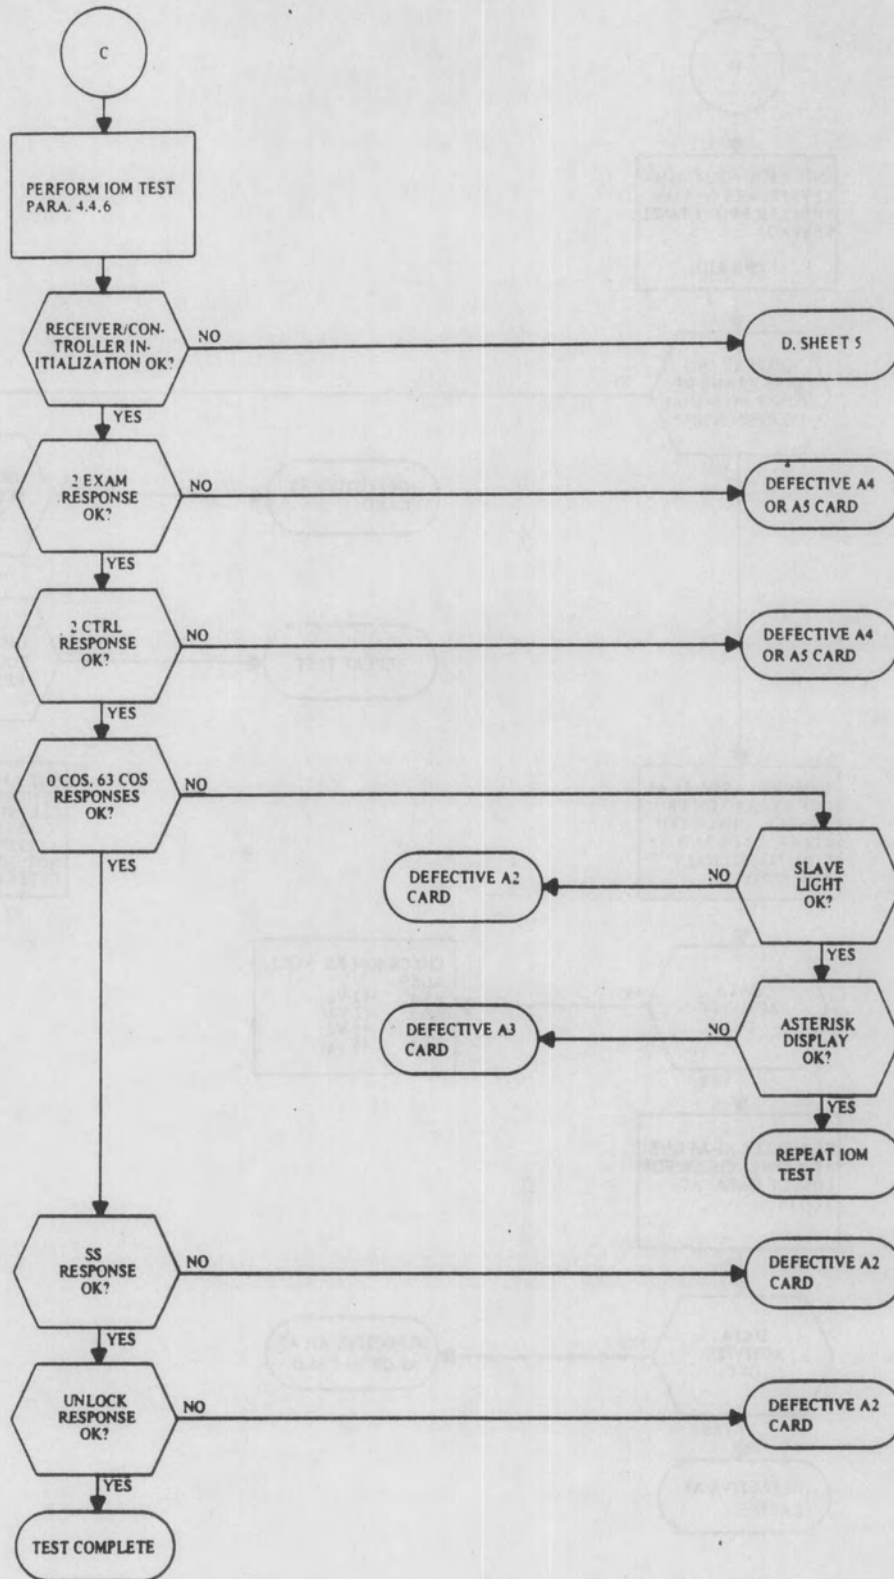 C
PERFORM IOM TEST
PARA. 4.4.6
RECEIVER/CON-
TROLLER IN-
ITIALIZATION OK?
NO
D, SHEET 5
YES
2 EXAM
RESPONSE
OK?
NO
DEFECTIVE A4
OR A5 CARD
YES
2 CTRL
RESPONSE
OK?
NO
DEFECTIVE A4
OR A5 CARD
YES
0 COS, 63 COS
RESPONSES
OK?
NO
YES
SLAVE
LIGHT
OK?
NO
DEFECTIVE A2
CARD
YES
ASTERISK
DISPLAY
OK?
NO
DEFECTIVE A3
CARD
YES
REPEAT IOM
TEST
SS
RESPONSE
OK?
NO
DEFECTIVE A2
CARD
YES
UNLOCK
RESPONSE
OK?
NO
DEFECTIVE A2
CARD
YES
TEST COMPLETE